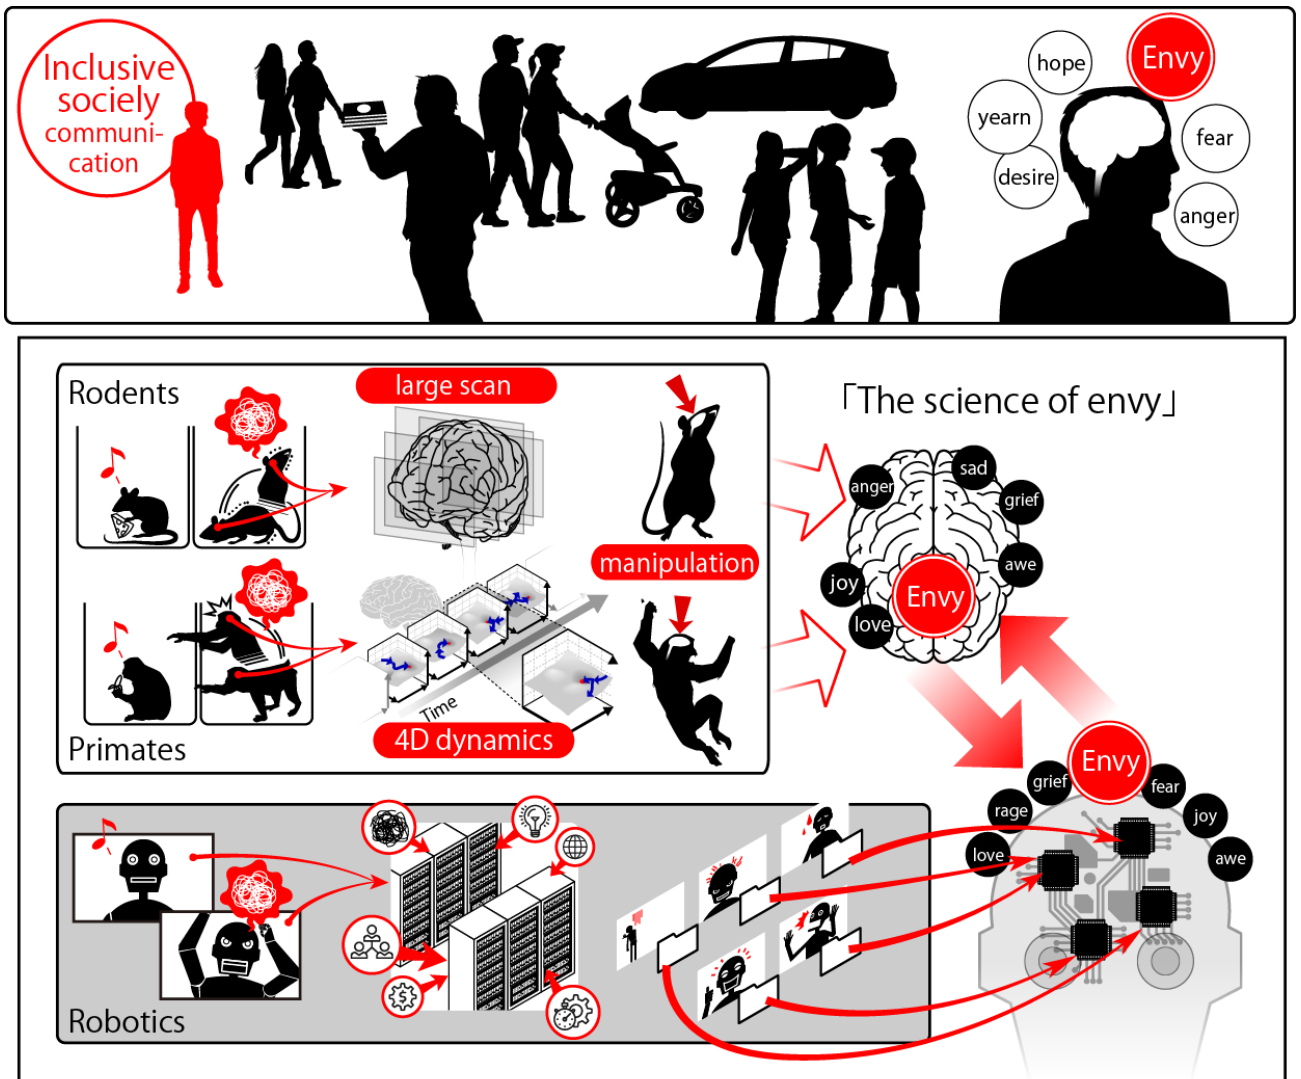 Inclusive
sociely
communi-
cation
hope
Envy
yearn
fear
desire
anger
Rodents
large scan
「The science of envy」
anger
sad
grief
manipulation
awe
joy
Envy
love
Time
4D dynamics
Primates
Envy
grief
fear
rage
joy
love
awe
Robotics